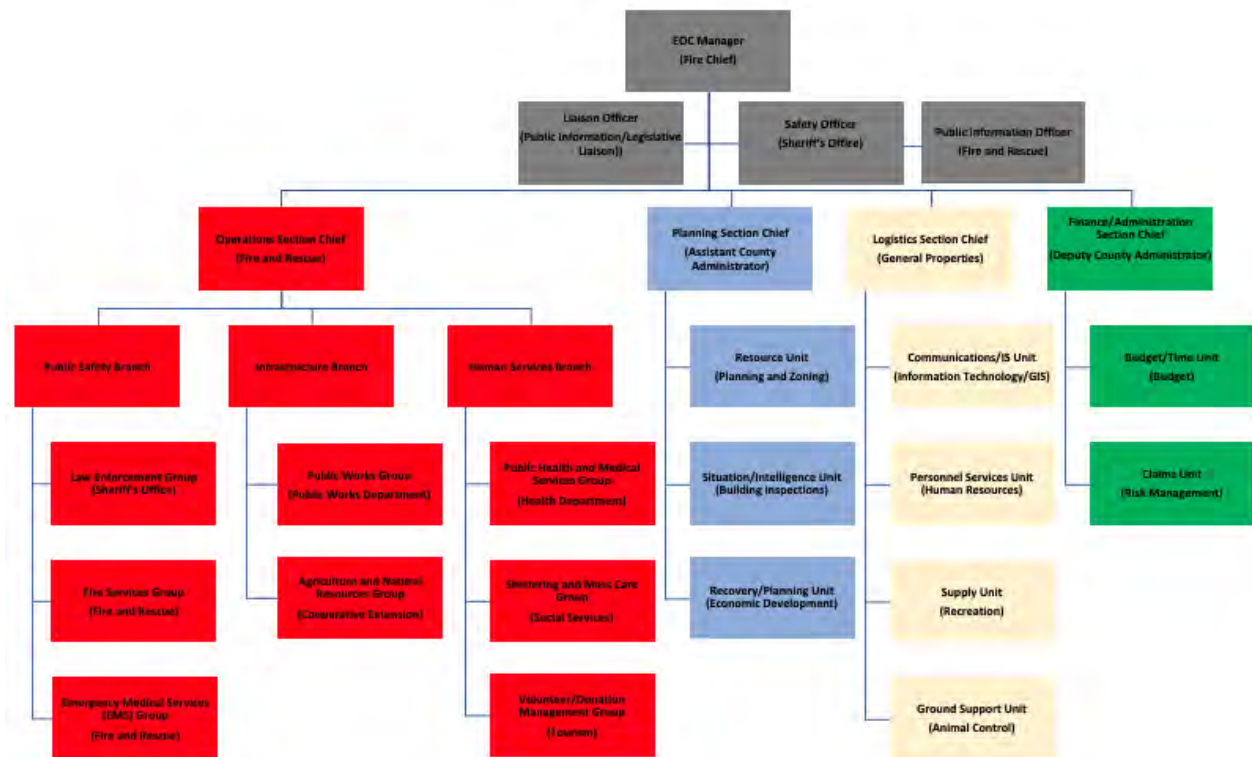 EOC Manager
(Fire Chief)
Liaison Officer
(Public Information/Legislative
Liaison))
Safety Officer
(Sheriff's Office)
Public Information Officer
(Fire and Rescue)
Operations Section Chief
(Fire and Rescue)
Planning Section Chief
(Assistant County
Administrator)
Logistics Section Chief
(General Properties)
Finance/Administration
Section Chief
(Deputy County Administrator)
Public Safety Branch
Infrastructure Branch
Human Services Branch
Resource Unit
(Planning and Zoning)
Communications/IS Unit
(Information Technology/GIS)
Budget/Time Unit
(Budget)
Law Enforcement Group
(Sheriff's Office)
Public Works Group
(Public Works Department)
Public Health and Medical
Services Group
(Health Department)
Situation/Intelligence Unit
(Building Inspections)
Personnel Services Unit
(Human Resources)
Claims Unit
(Risk Management)
Fire Services Group
(Fire and Rescue)
Agriculture and Natural
Resources Group
(Cooperative Extension)
Sheltering and Mass Care
Group
(Social Services)
Recovery/Planning Unit
(Economic Development)
Supply Unit
(Recreation)
Emergency Medical Services
(EMS) Group
(Fire and Rescue)
Volunteer/Donation
Management Group
(Tourism)
Ground Support Unit
(Animal Control)